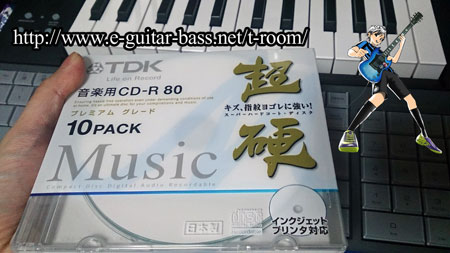 http://www.e-guitar-bass.net/t-room/
TDK
Life on Record
音楽用CD-R 80
プレミアム グレード
10PACK
超硬
キズ、指紋ヨゴレに強い!
スーパーハードコート・ディスク
Music
Compact Disc Digital Audio Recordable
インクジェット
プリンタ対応